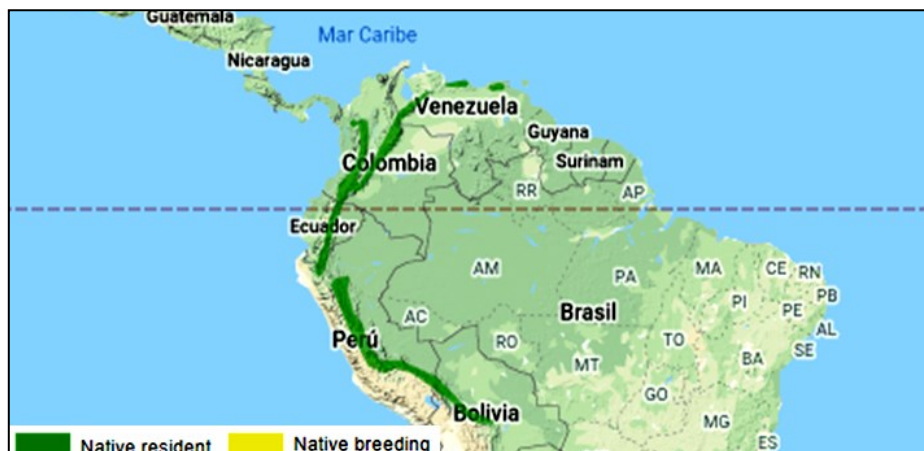 Guatemala
Mar Caribe
Nicaragua
Venezuela
Guyana
Colombia
Surinam
RR
AP
Ecuador
AM
PA
MA
CE
RN
PI
PB
PE
AC
Brasil
AL
Perú
RO
TO
SE
MT
BA
GO
Bolivia
MG
ES
Native resident
Native breeding